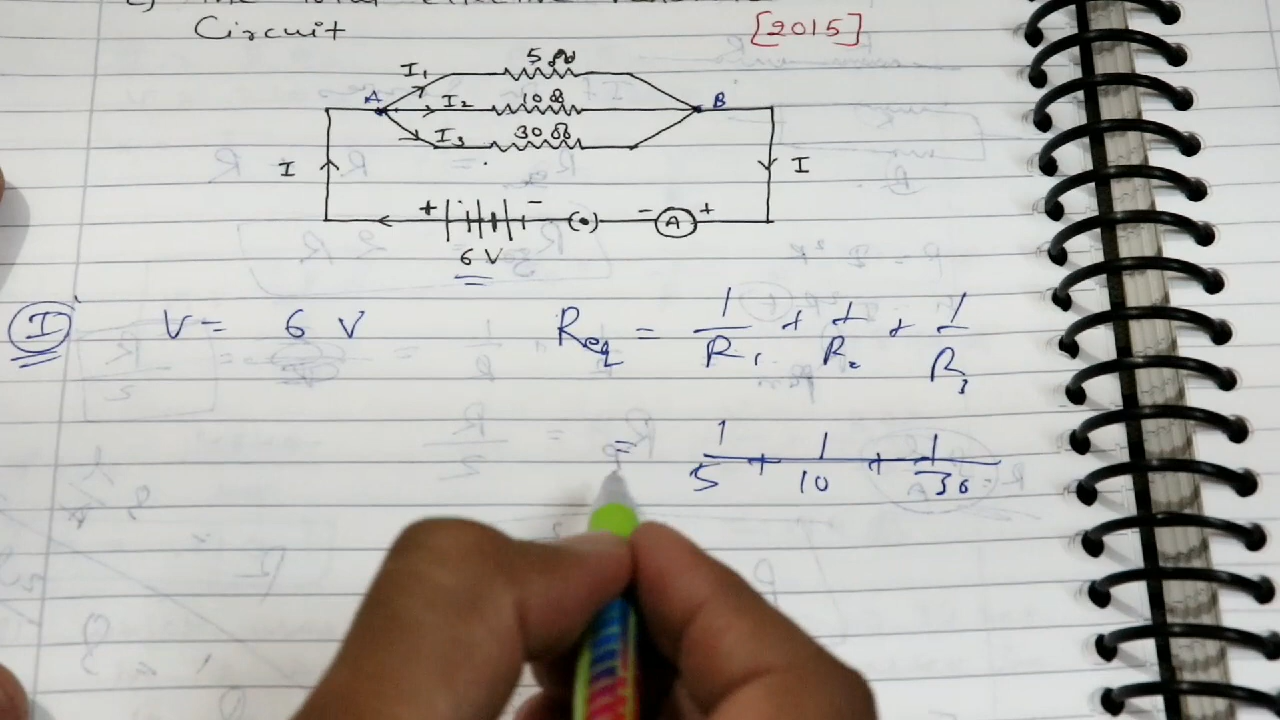 Circuit [2015]
I₁ 5 Ω
A I₂ 10 Ω B
I₃ 30 Ω
I I
+ - (•) - A +
6 V
I V = 6 V Req = 1/R₁ + 1/R₂ + 1/R₃
= 1/5 + 1/10 + 1/30